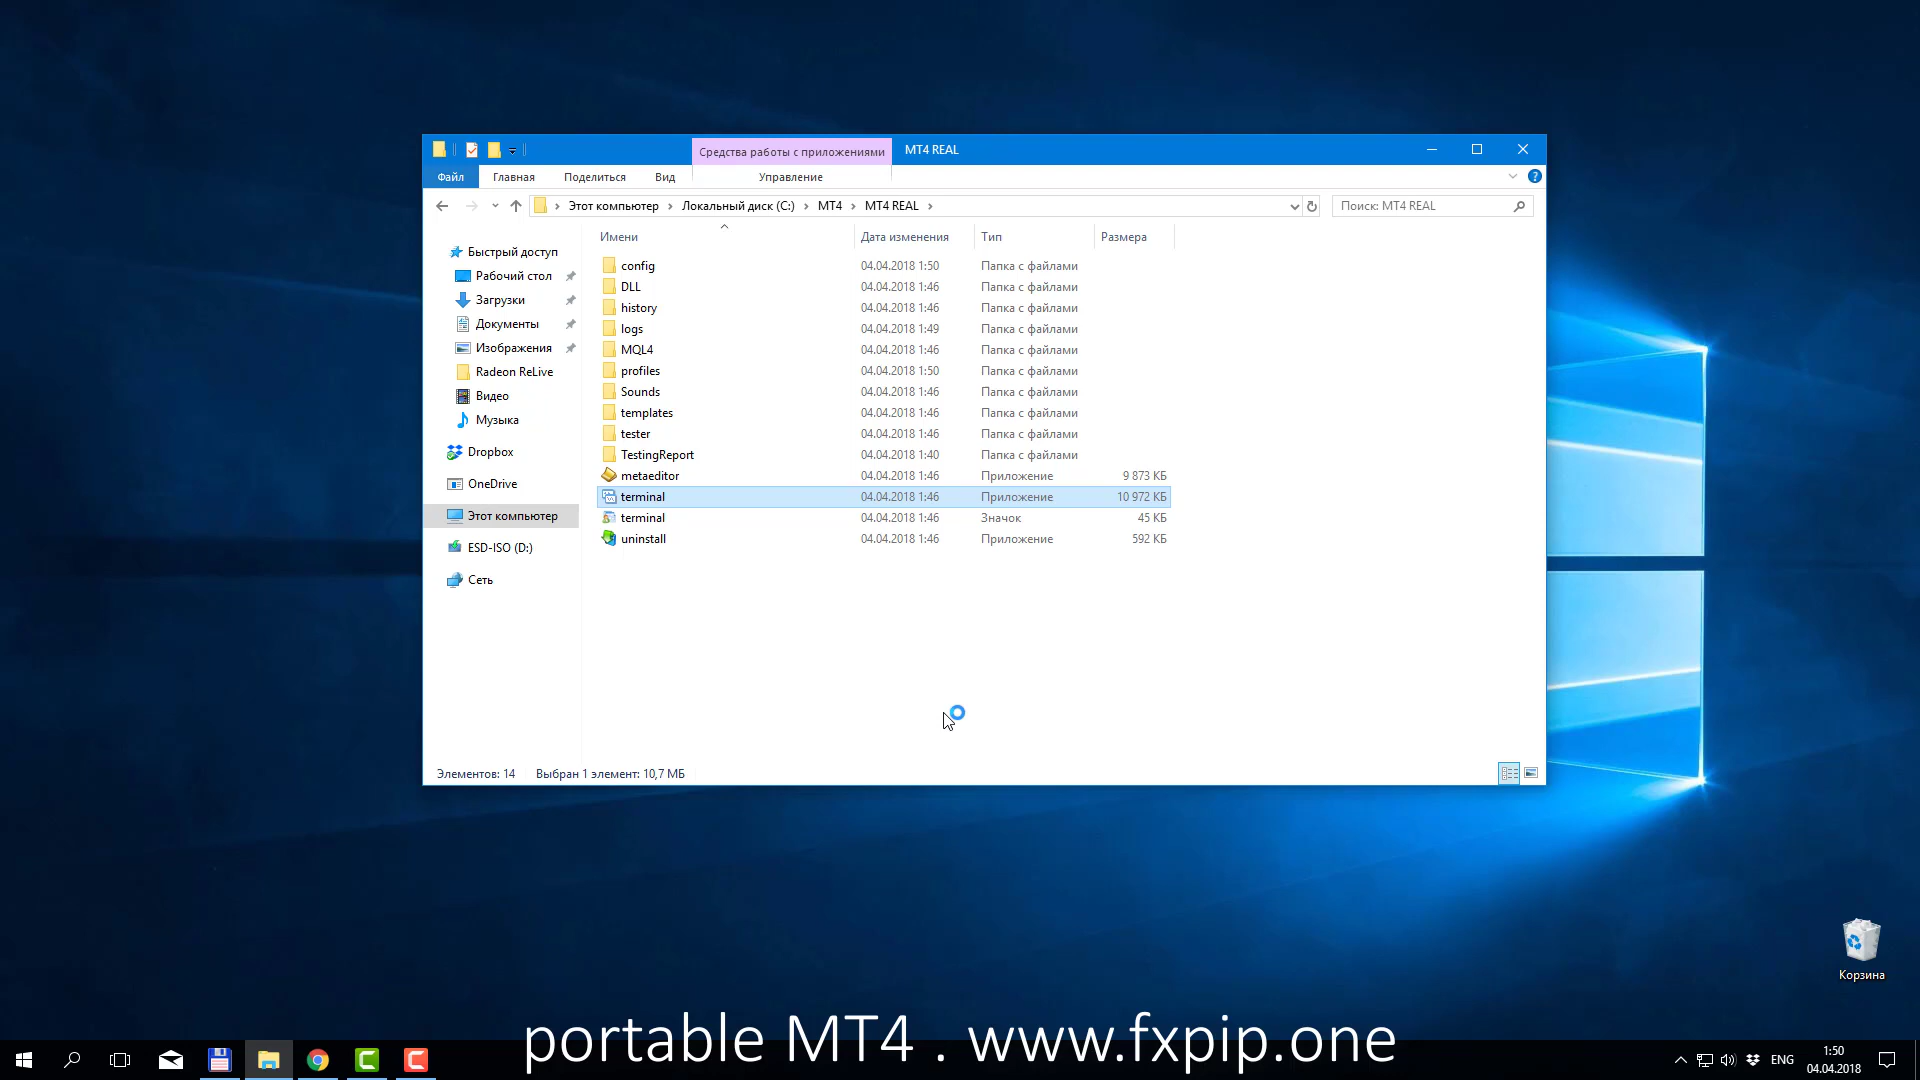 Средства работы с приложениями
MT4 REAL
Файл
Главная
Поделиться
Вид
Управление
Этот компьютер
Локальный диск (C:)
MT4
MT4 REAL
Поиск: MT4 REAL
Имени
Дата изменения
Тип
Размера
Быстрый доступ
Рабочий стол
Загрузки
Документы
Изображения
Radeon ReLive
Видео
Музыка
Dropbox
OneDrive
Этот компьютер
ESD-ISO (D:)
Сеть
config 04.04.2018 1:50 Папка с файлами
DLL 04.04.2018 1:46 Папка с файлами
history 04.04.2018 1:46 Папка с файлами
logs 04.04.2018 1:49 Папка с файлами
MQL4 04.04.2018 1:46 Папка с файлами
profiles 04.04.2018 1:50 Папка с файлами
Sounds 04.04.2018 1:46 Папка с файлами
templates 04.04.2018 1:46 Папка с файлами
tester 04.04.2018 1:46 Папка с файлами
TestingReport 04.04.2018 1:40 Папка с файлами
metaeditor 04.04.2018 1:46 Приложение 9 873 КБ
terminal 04.04.2018 1:46 Приложение 10 972 КБ
terminal 04.04.2018 1:46 Значок 45 КБ
uninstall 04.04.2018 1:46 Приложение 592 КБ
Элементов: 14
Выбран 1 элемент: 10,7 МБ
Корзина
portable MT4 . www.fxpip.one
ENG
1:50
04.04.2018